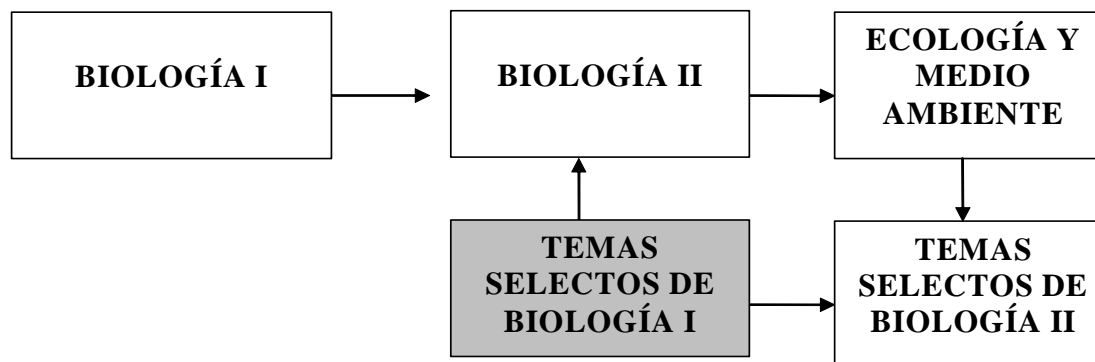 BIOLOGÍA I
BIOLOGÍA II
ECOLOGÍA Y
MEDIO
AMBIENTE
TEMAS
SELECTOS DE
BIOLOGÍA I
TEMAS
SELECTOS DE
BIOLOGÍA II